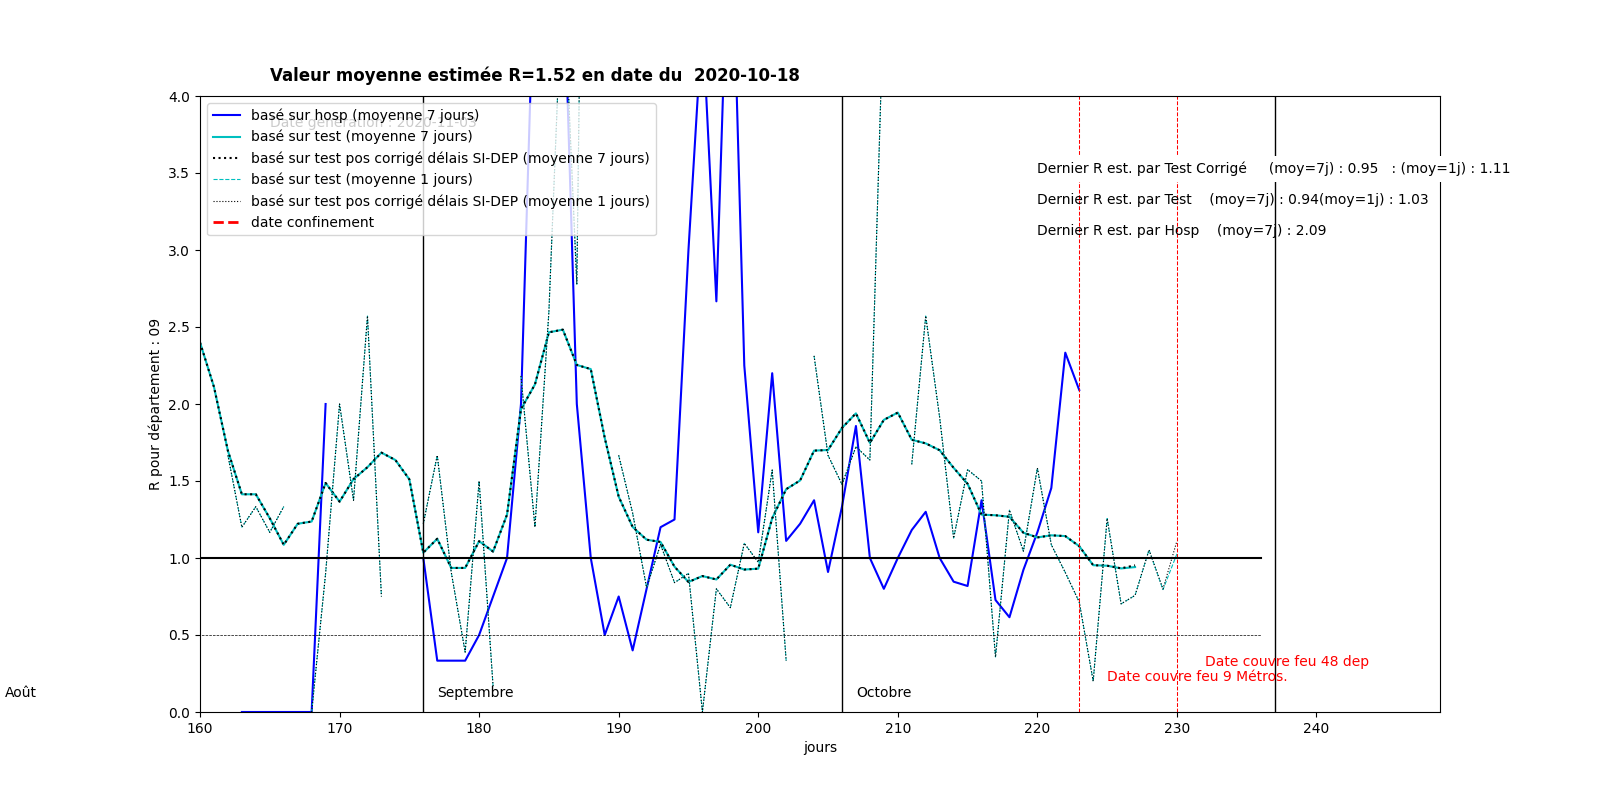 Valeur moyenne estimée R=1.52 en date du  2020-10-18
Date génération : 2020-11-03
basé sur hosp (moyenne 7 jours)
basé sur test (moyenne 7 jours)
basé sur test pos corrigé délais SI-DEP (moyenne 7 jours)
basé sur test (moyenne 1 jours)
basé sur test pos corrigé délais SI-DEP (moyenne 1 jours)
date confinement
Dernier R est. par Test Corrigé     (moy=7j) : 0.95   : (moy=1j) : 1.11
Dernier R est. par Test    (moy=7j) : 0.94(moy=1j) : 1.03
Dernier R est. par Hosp    (moy=7j) : 2.09
4.0
3.5
3.0
2.5
2.0
1.5
1.0
0.5
0.0
R pour département : 09
Date couvre feu 48 dep
Date couvre feu 9 Métros.
Août
Septembre
Octobre
160 170 180 190 200 210 220 230 240
jours